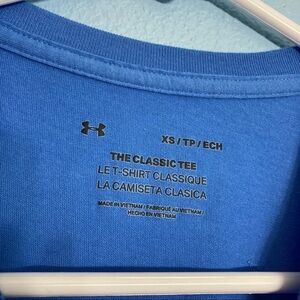 XS / TP / ECH
THE CLASSIC TEE
LE T-SHIRT CLASSIQUE
LA CAMISETA CLASICA
MADE IN VIETNAM / FABRIQUÉ AU VIETNAM /
HECHO EN VIETNAM